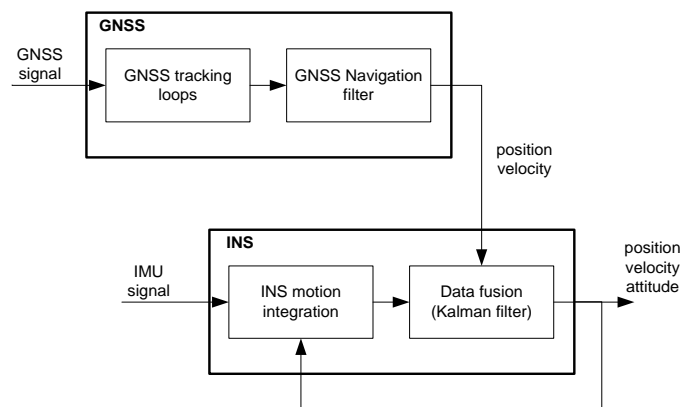 GNSS
GNSS
signal
GNSS tracking
loops
GNSS Navigation
filter
position
velocity
INS
IMU
signal
INS motion
integration
Data fusion
(Kalman filter)
position
velocity
attitude